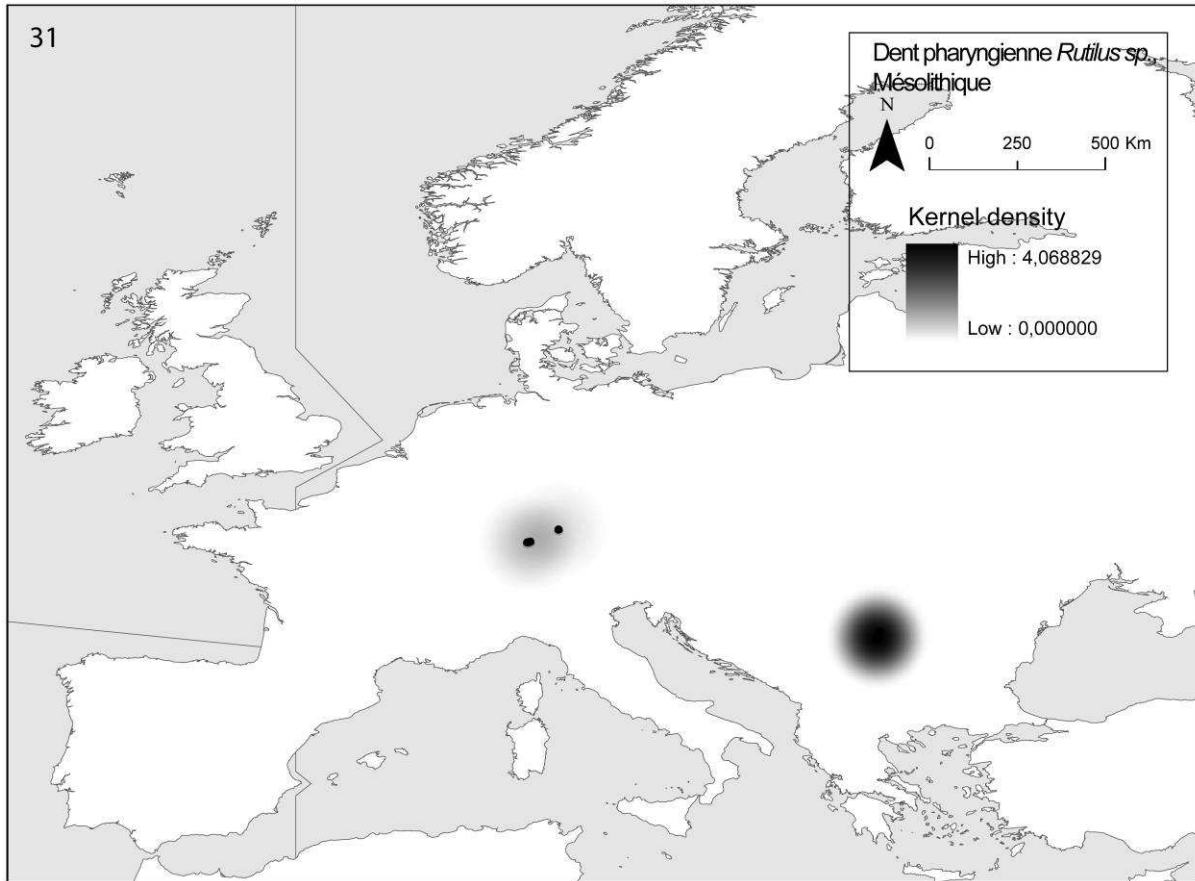 31
Dent pharyngienne Rutilus sp.,
Mésolithique
N
0 250 500 Km
Kernel density
High : 4,068829
Low : 0,000000